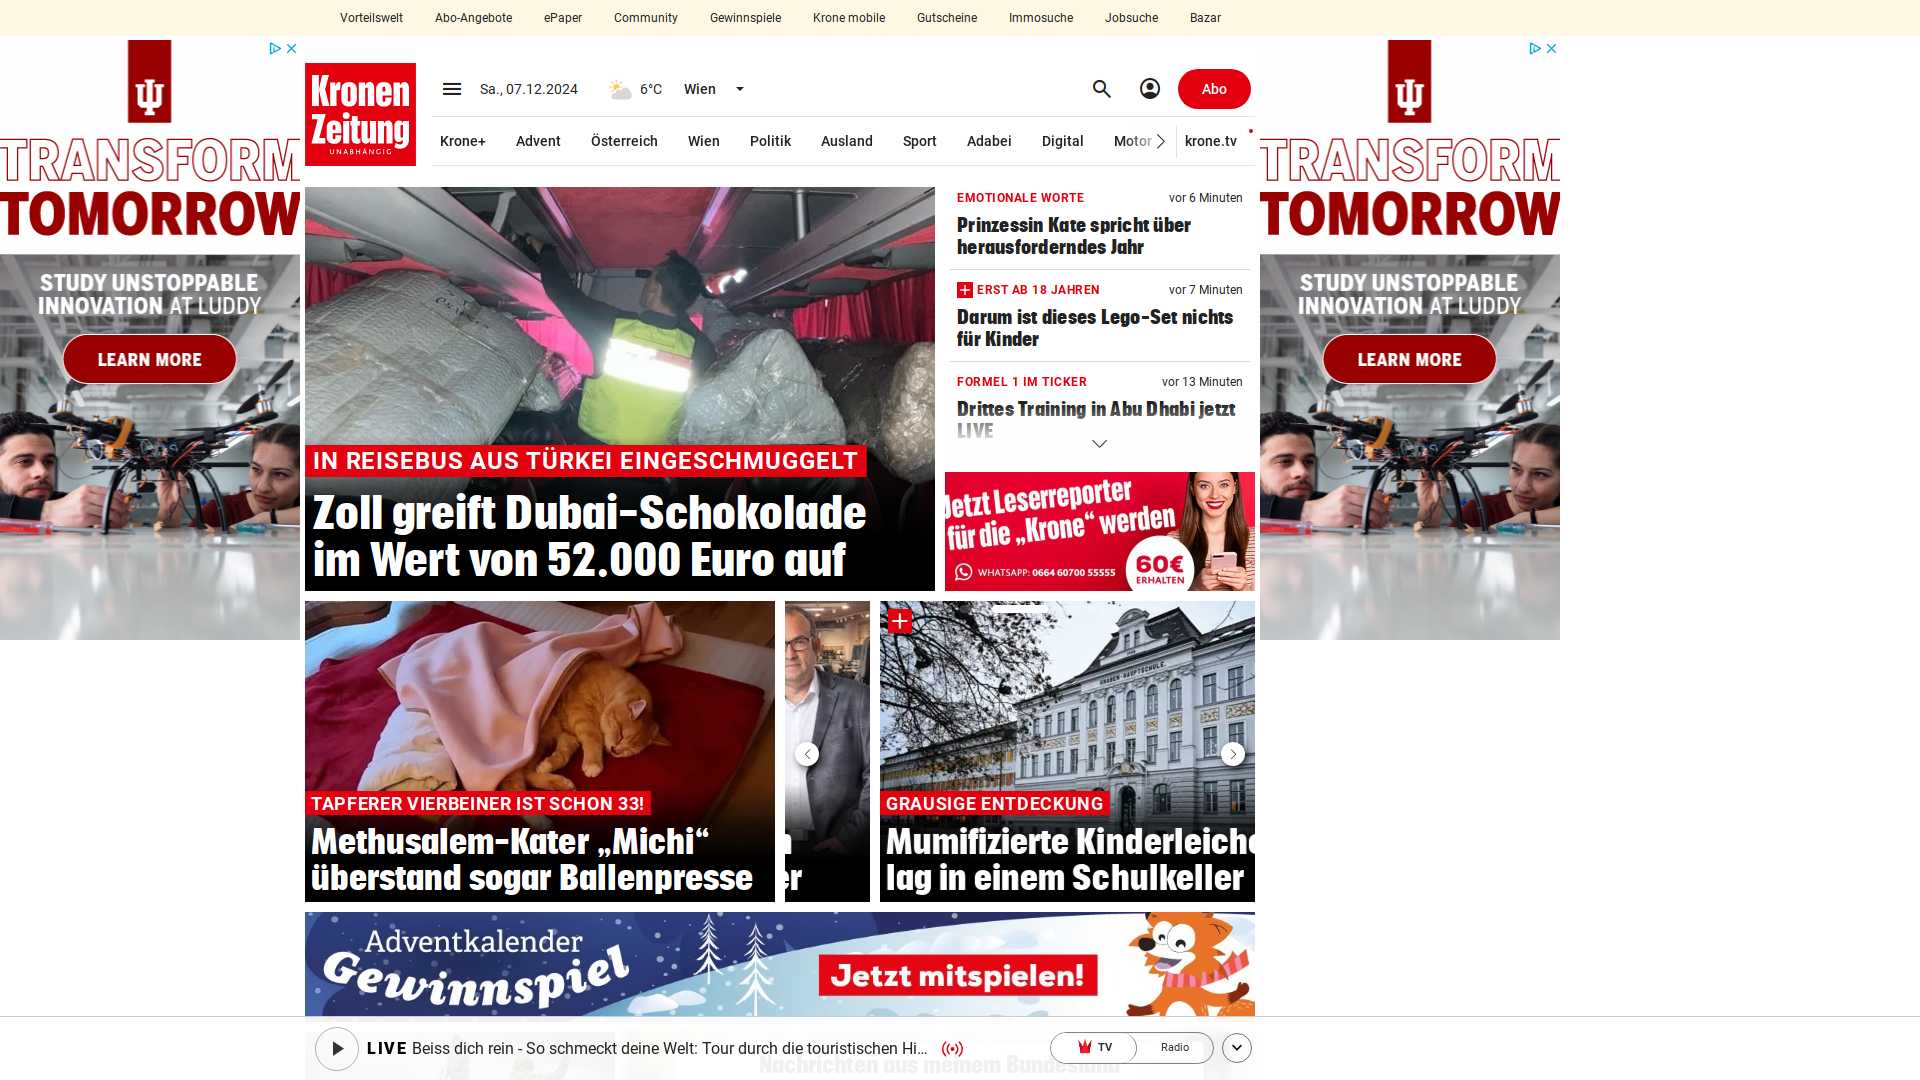 Vorteilswelt Abo-Angebote ePaper Community Gewinnspiele Krone mobile Gutscheine Immosuche Jobsuche Bazar
Kronen
Zeitung
UNABHÄNGIG
Sa., 07.12.2024 6°C Wien Abo
Krone+ Advent Österreich Wien Politik Ausland Sport Adabei Digital Motor krone.tv
TRANSFORM
TOMORROW
STUDY UNSTOPPABLE
INNOVATION AT LUDDY
LEARN MORE
IN REISEBUS AUS TÜRKEI EINGESCHMUGGELT
Zoll greift Dubai-Schokolade
im Wert von 52.000 Euro auf
EMOTIONALE WORTE vor 6 Minuten
Prinzessin Kate spricht über
herausforderndes Jahr
ERST AB 18 JAHREN vor 7 Minuten
Darum ist dieses Lego-Set nichts
für Kinder
FORMEL 1 IM TICKER vor 13 Minuten
Drittes Training in Abu Dhabi jetzt
LIVE
Jetzt Leserreporter
für die „Krone“ werden
WHATSAPP: 0664 60700 55555
60€
ERHALTEN
TRANSFORM
TOMORROW
STUDY UNSTOPPABLE
INNOVATION AT LUDDY
LEARN MORE
TAPFERER VIERBEINER IST SCHON 33!
Methusalem-Kater „Michi“
überstand sogar Ballenpresse
KNABEN-HAUPTSCHULE.
GRAUSIGE ENTDECKUNG
Mumifizierte Kinderleiche
lag in einem Schulkeller
Adventkalender
Gewinnspiel
Jetzt mitspielen!
LIVE Beiss dich rein - So schmeckt deine Welt: Tour durch die touristischen Hi... TV Radio
Nachrichten aus meinem Bundesland